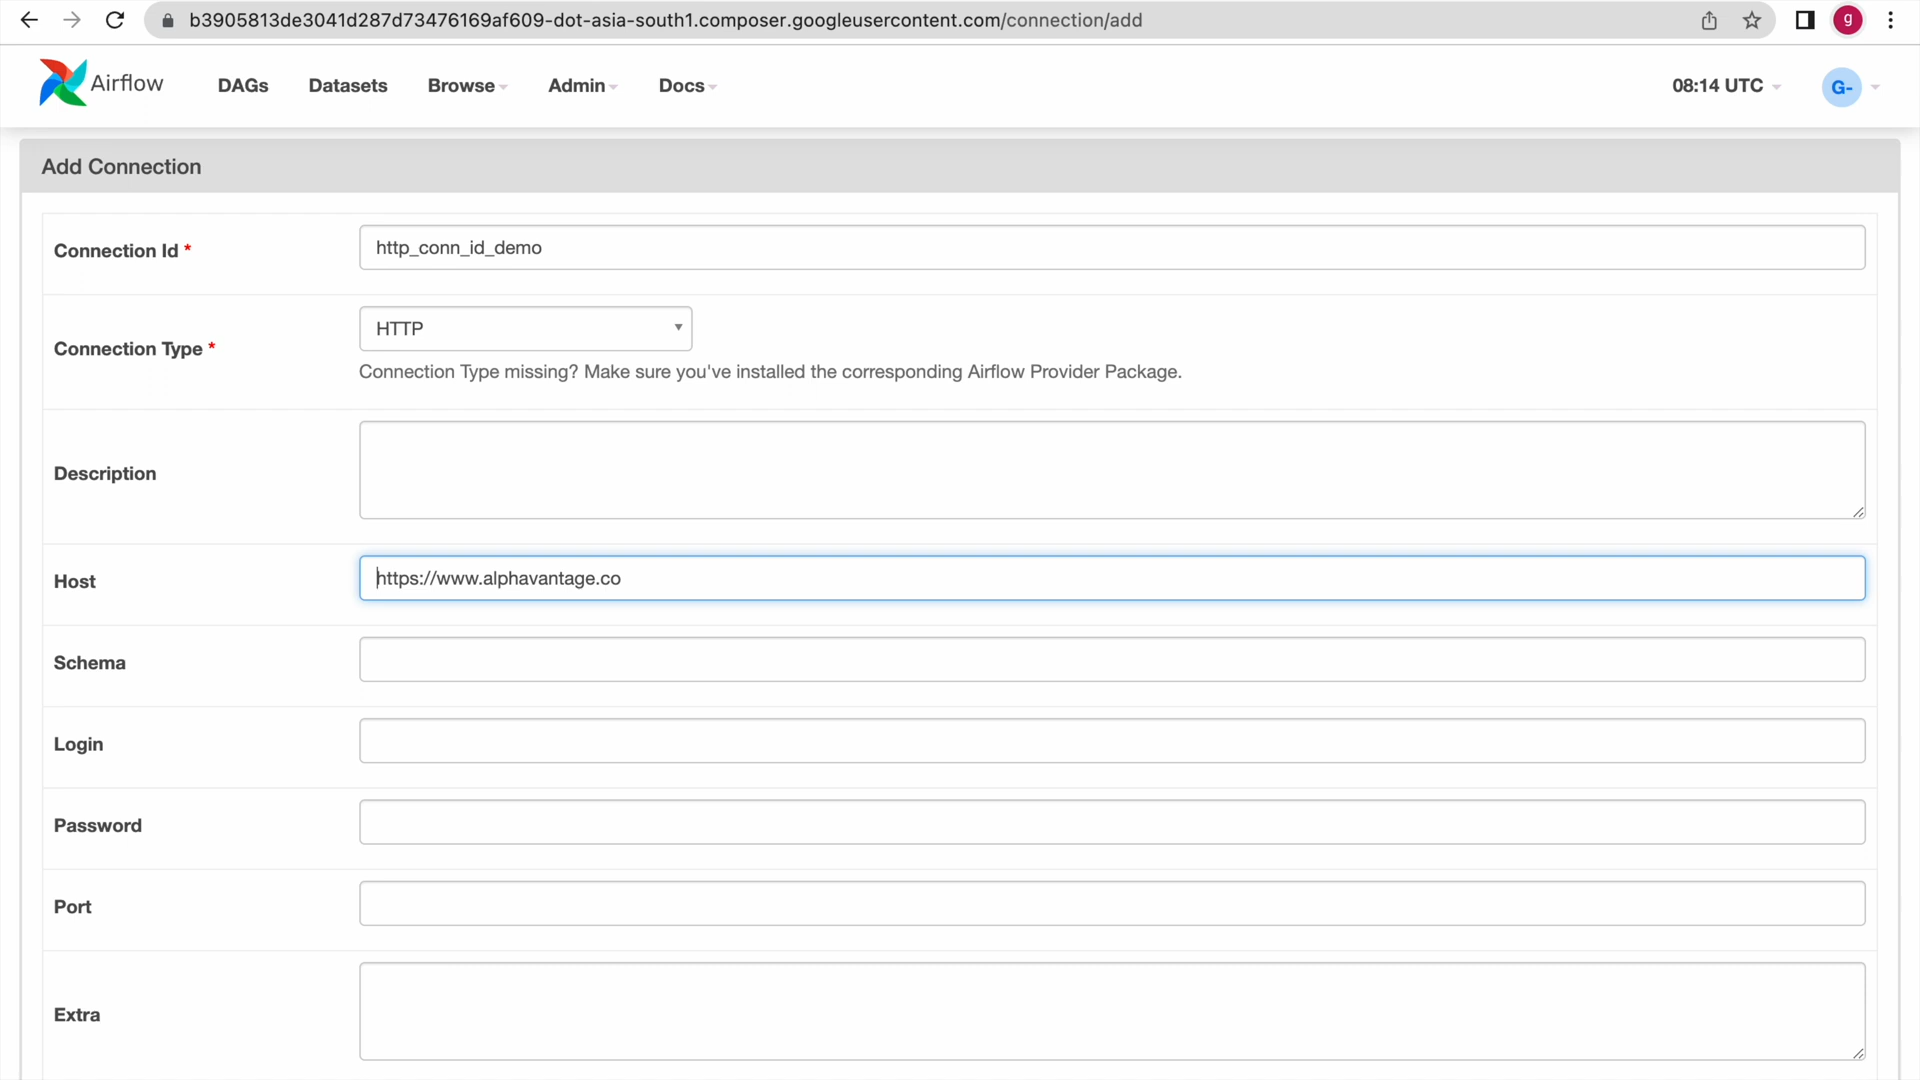 b3905813de3041d287d73476169af609-dot-asia-south1.composer.googleusercontent.com/connection/add
g
Airflow
DAGs
Datasets
Browse
Admin
Docs
08:14 UTC
G-
Add Connection
Connection Id *
http_conn_id_demo
Connection Type *
HTTP
Connection Type missing? Make sure you've installed the corresponding Airflow Provider Package.
Description
Host
https://www.alphavantage.co
Schema
Login
Password
Port
Extra